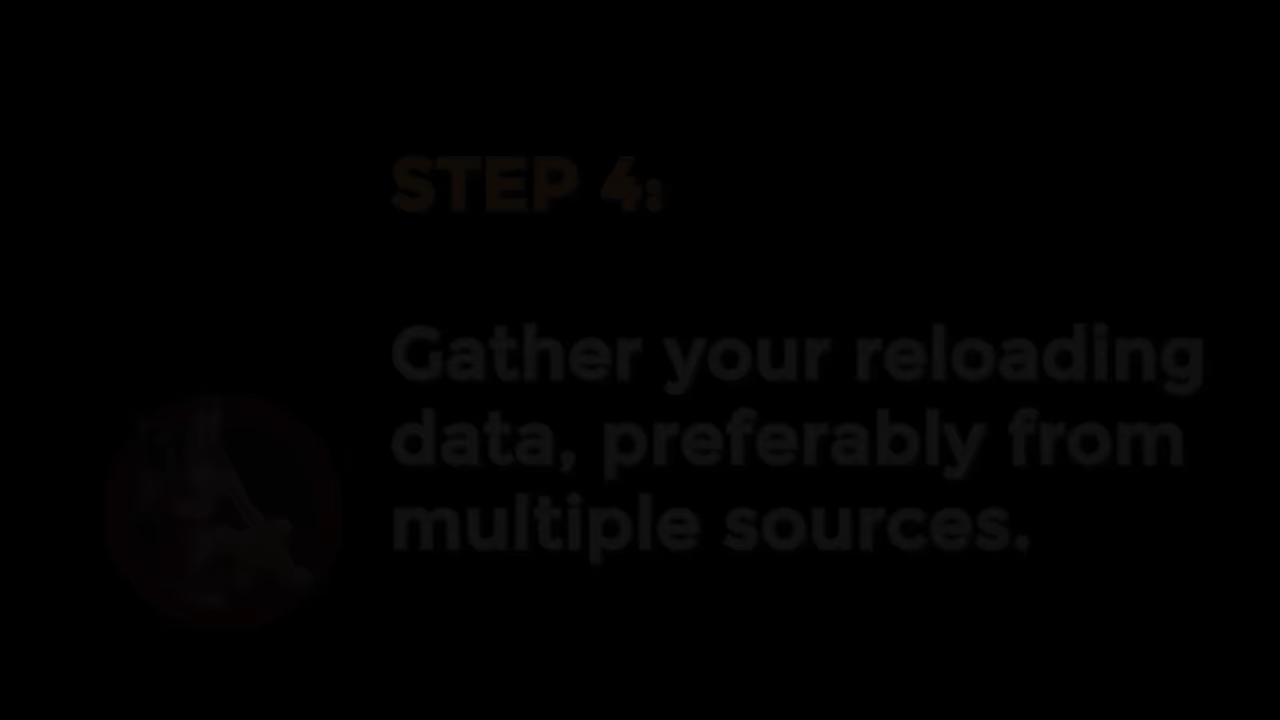 STEP 4:
Gather your reloading
data, preferably from
multiple sources.